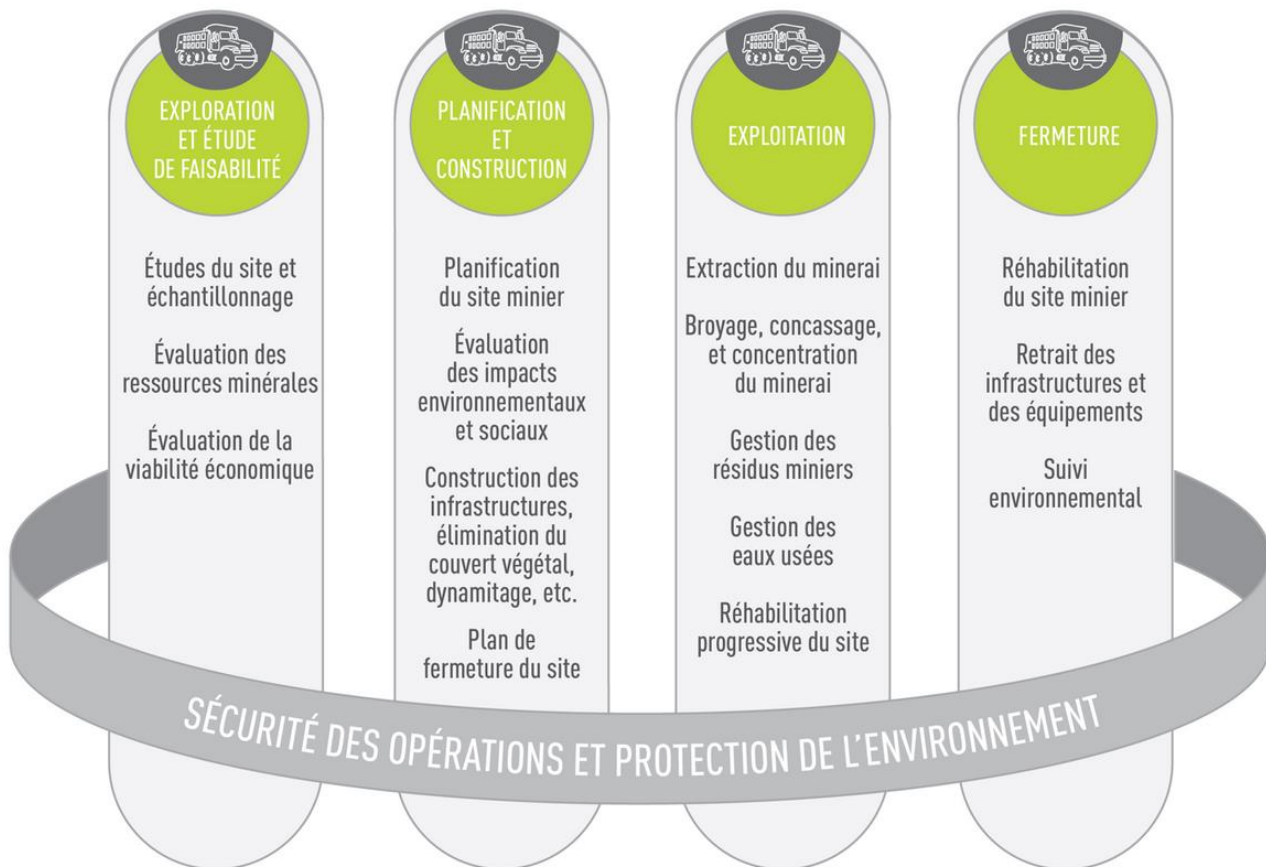 EXPLORATION
ET ÉTUDE
DE FAISABILITÉ
Études du site et
échantillonnage
Évaluation des
ressources minérales
Évaluation de la
viabilité économique
PLANIFICATION
ET
CONSTRUCTION
Planification
du site minier
Évaluation
des impacts
environnementaux
et sociaux
Construction des
infrastructures,
élimination du
couvert végétal,
dynamitage, etc.
Plan de
fermeture du site
EXPLOITATION
Extraction du minerai
Broyage, concassage,
et concentration
du minerai
Gestion des
résidus miniers
Gestion des
eaux usées
Réhabilitation
progressive du site
FERMETURE
Réhabilitation
du site minier
Retrait des
infrastructures et
des équipements
Suivi
environnemental
SÉCURITÉ DES OPÉRATIONS ET PROTECTION DE L'ENVIRONNEMENT